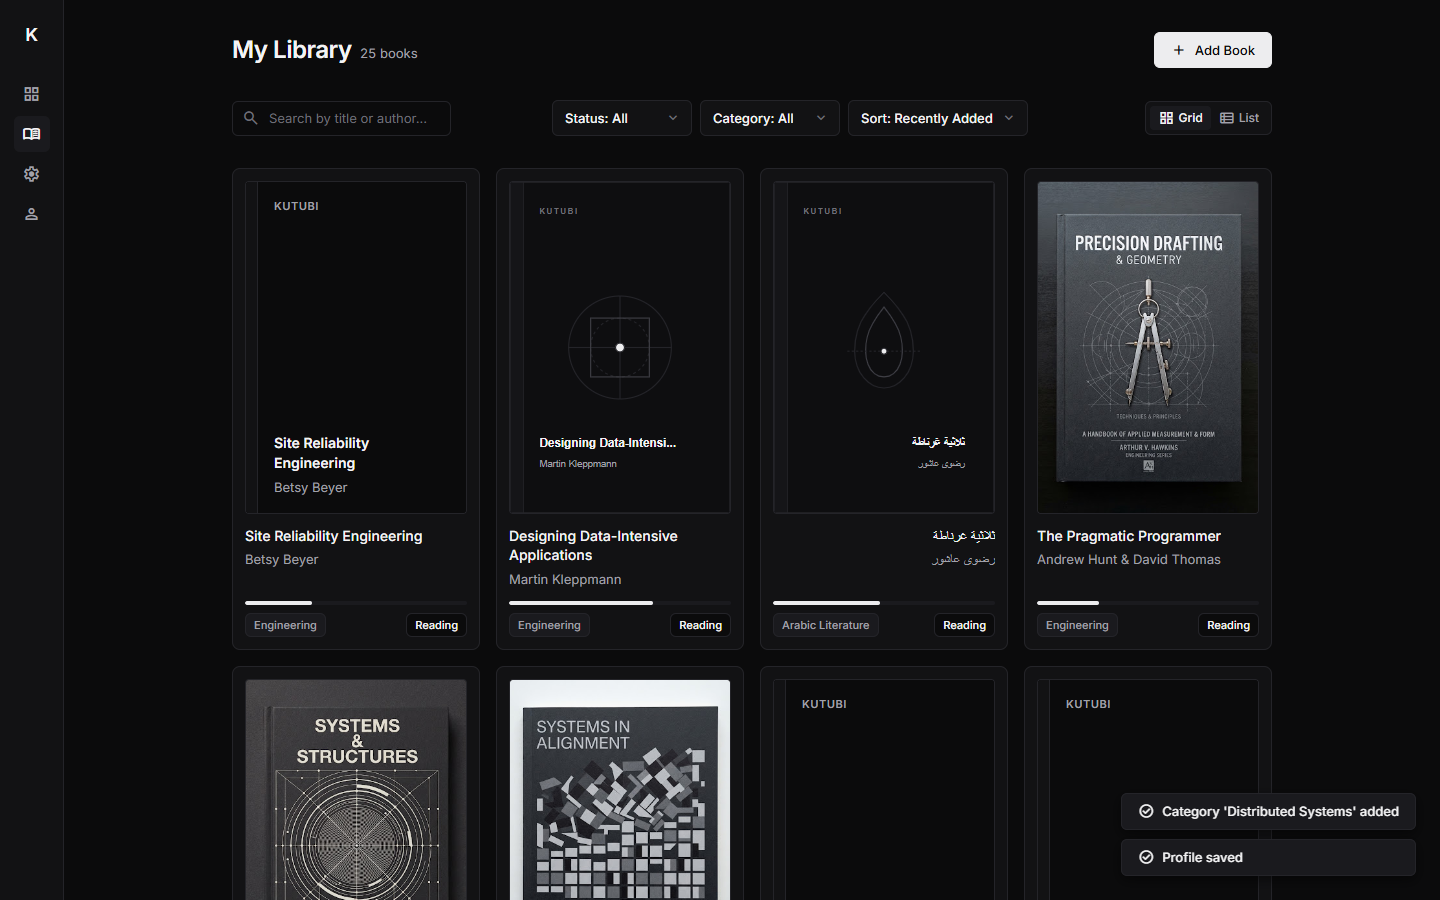 K
My Library 25 books
+ Add Book
Search by title or author...
Status: All
Category: All
Sort: Recently Added
Grid
List
KUTUBI
Site Reliability
Engineering
Betsy Beyer
Site Reliability Engineering
Betsy Beyer
Engineering
Reading
KUTUBI
Designing Data-Intensi...
Martin Kleppmann
Designing Data-Intensive
Applications
Martin Kleppmann
Engineering
Reading
KUTUBI
ثلاثية غرناطة
رضوى عاشور
ثلاثية غرناطة
رضوى عاشور
Arabic Literature
Reading
PRECISION DRAFTING
& GEOMETRY
TECHNIQUES & PRINCIPLES
A HANDBOOK OF APPLIED MEASUREMENT & FORM
ARTHUR V. HAWKINS
The Pragmatic Programmer
Andrew Hunt & David Thomas
Engineering
Reading
SYSTEMS
&
STRUCTURES
SYSTEMS IN
ALIGNMENT
KUTUBI
KUTUBI
Category 'Distributed Systems' added
Profile saved